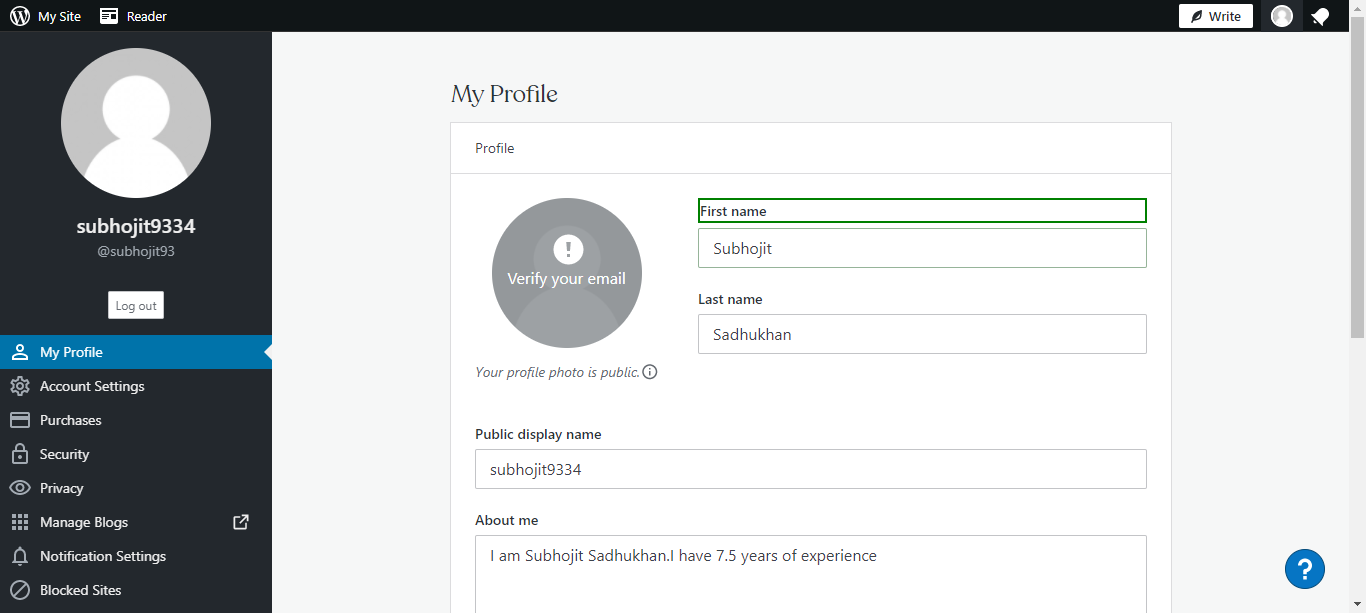 My Site
Reader
Write
subhojit9334
@subhojit93
Log out
My Profile
Account Settings
Purchases
Security
Privacy
Manage Blogs
Notification Settings
Blocked Sites
My Profile
Profile
!
Verify your email
Your profile photo is public.
First name
Subhojit
Last name
Sadhukhan
Public display name
subhojit9334
About me
I am Subhojit Sadhukhan.I have 7.5 years of experience
?